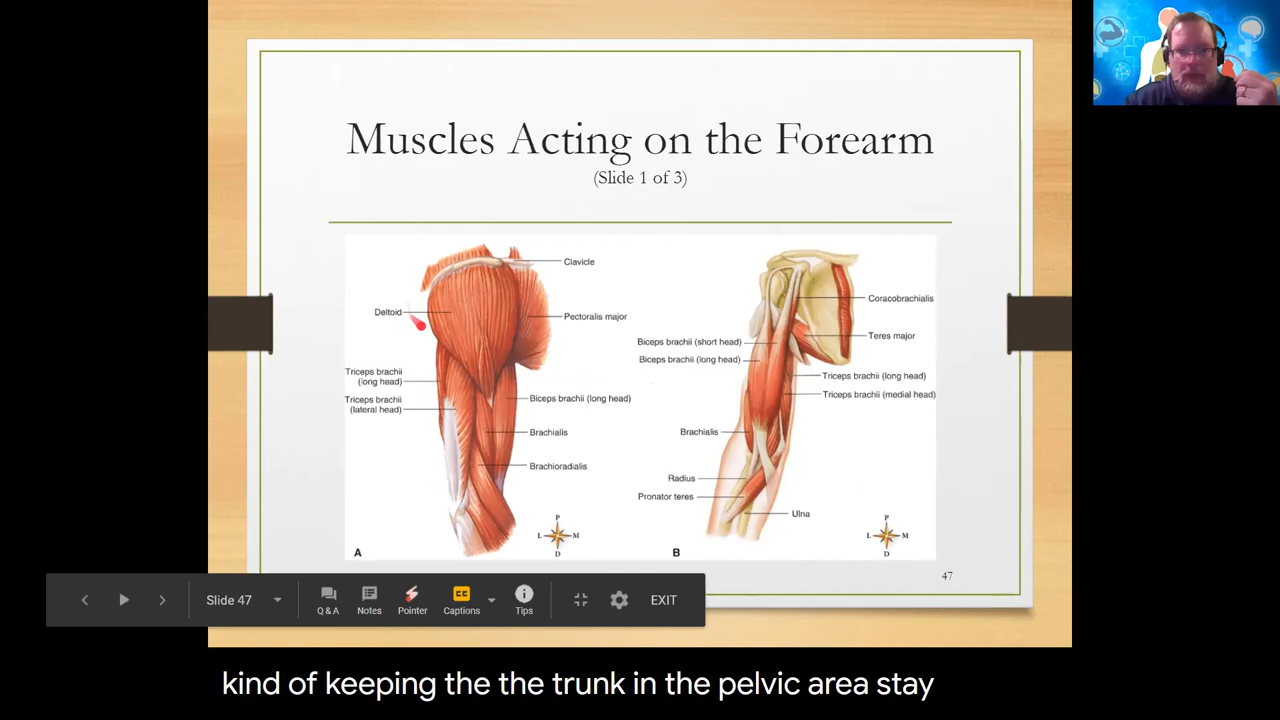 Muscles Acting on the Forearm
(Slide 1 of 3)
Clavicle
Deltoid
Pectoralis major
Triceps brachii
(long head)
Triceps brachii
(lateral head)
Biceps brachii (long head)
Brachialis
Brachioradialis
P
L
M
D
A
Coracobrachialis
Teres major
Biceps brachii (short head)
Biceps brachii (long head)
Triceps brachii (long head)
Triceps brachii (medial head)
Brachialis
Radius
Pronator teres
Ulna
P
L
M
D
B
47
Slide 47
Q & A
Notes
Pointer
Captions
Tips
EXIT
kind of keeping the the trunk in the pelvic area stay